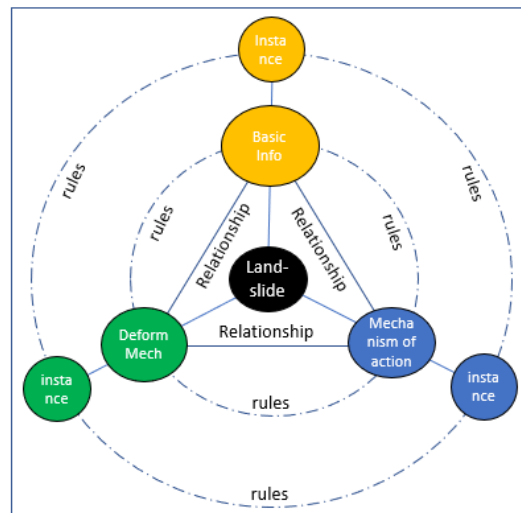 Insta
nce
Basic
Info
rules
rules
rules
rules
Relationship
Relationship
Land-
slide
Deform
Mech
Relationship
Mecha
nism of
action
insta
nce
insta
nce
rules
rules